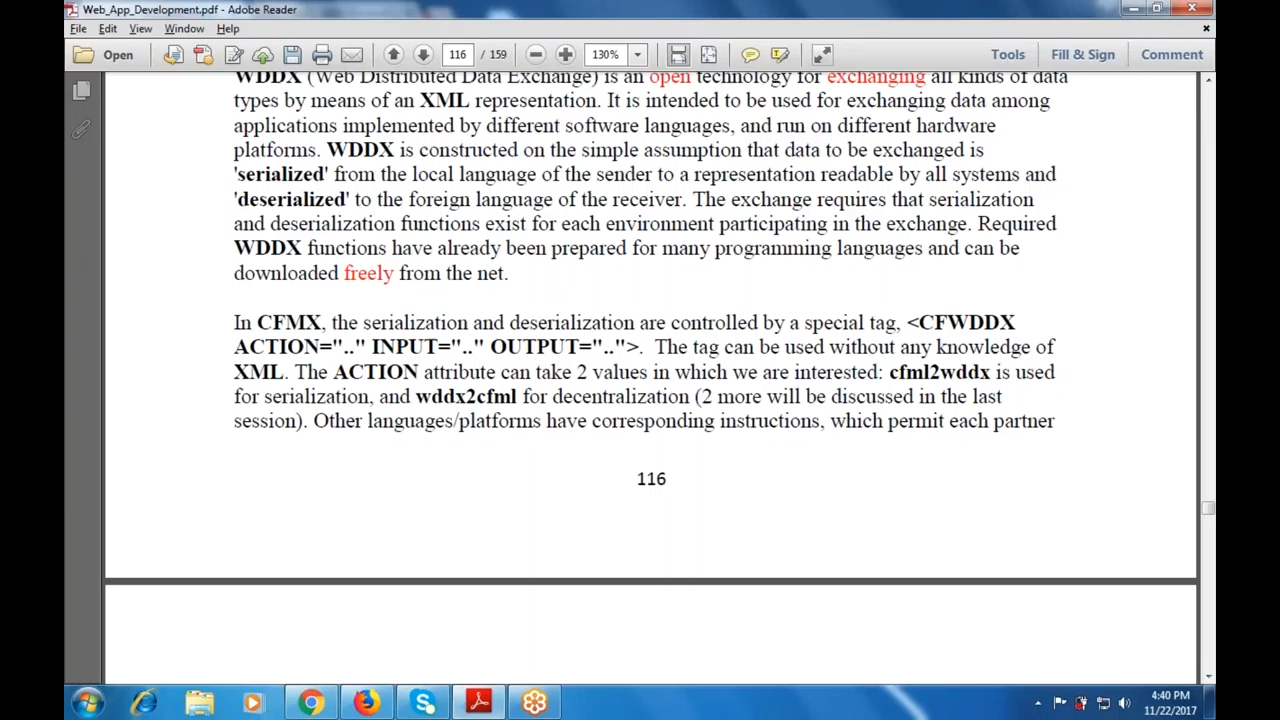 Web_App_Development.pdf - Adobe Reader
File Edit View Window Help
Open 116 / 159 130% Tools Fill & Sign Comment
WDDX (Web Distributed Data Exchange) is an open technology for exchanging all kinds of data
types by means of an XML representation. It is intended to be used for exchanging data among
applications implemented by different software languages, and run on different hardware
platforms. WDDX is constructed on the simple assumption that data to be exchanged is
'serialized' from the local language of the sender to a representation readable by all systems and
'deserialized' to the foreign language of the receiver. The exchange requires that serialization
and deserialization functions exist for each environment participating in the exchange. Required
WDDX functions have already been prepared for many programming languages and can be
downloaded freely from the net.
In CFMX, the serialization and deserialization are controlled by a special tag, <CFWDDX
ACTION=".." INPUT=".." OUTPUT="..">. The tag can be used without any knowledge of
XML. The ACTION attribute can take 2 values in which we are interested: cfml2wddx is used
for serialization, and wddx2cfml for decentralization (2 more will be discussed in the last
session). Other languages/platforms have corresponding instructions, which permit each partner
116
4:40 PM
11/22/2017